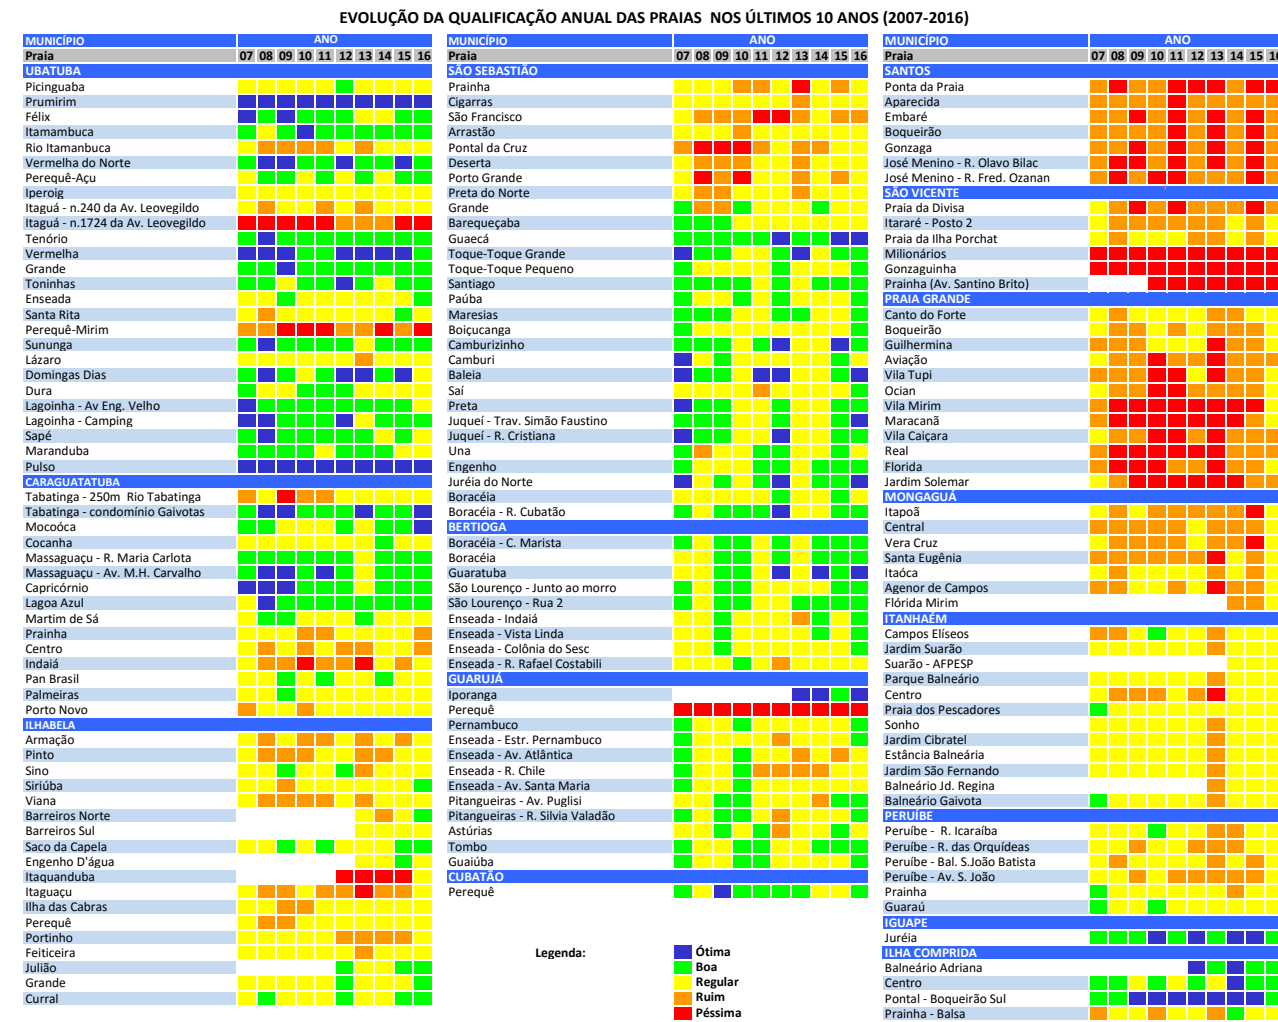 EVOLUÇÃO DA QUALIFICAÇÃO ANUAL DAS PRAIAS NOS ÚLTIMOS 10 ANOS (2007-2016)
MUNICÍPIO ANO
Praia 07 08 09 10 11 12 13 14 15 16
UBATUBA
Picinguaba
Prumirim
Félix
Itamambuca
Rio Itamanbuca
Vermelha do Norte
Perequê-Açu
Iperoig
Itaguá - n.240 da Av. Leovegildo
Itaguá - n.1724 da Av. Leovegildo
Tenório
Vermelha
Grande
Toninhas
Enseada
Santa Rita
Perequê-Mirim
Sununga
Lázaro
Domingas Dias
Dura
Lagoinha - Av Eng. Velho
Lagoinha - Camping
Sapé
Maranduba
Pulso
CARAGUATATUBA
Tabatinga - 250m Rio Tabatinga
Tabatinga - condomínio Gaivotas
Mocoóca
Cocanha
Massaguaçu - R. Maria Carlota
Massaguaçu - Av. M.H. Carvalho
Capricórnio
Lagoa Azul
Martim de Sá
Prainha
Centro
Indaiá
Pan Brasil
Palmeiras
Porto Novo
ILHABELA
Armação
Pinto
Sino
Siriúba
Viana
Barreiros Norte
Barreiros Sul
Saco da Capela
Engenho D'água
Itaquanduba
Itaguaçu
Ilha das Cabras
Perequê
Portinho
Feiticeira
Julião
Grande
Curral
MUNICÍPIO ANO
Praia 07 08 09 10 11 12 13 14 15 16
SÃO SEBASTIÃO
Prainha
Cigarras
São Francisco
Arrastão
Pontal da Cruz
Deserta
Porto Grande
Preta do Norte
Grande
Barequeçaba
Guaecá
Toque-Toque Grande
Toque-Toque Pequeno
Santiago
Paúba
Maresias
Boiçucanga
Camburizinho
Camburi
Baleia
Saí
Preta
Juqueí - Trav. Simão Faustino
Juqueí - R. Cristiana
Una
Engenho
Juréia do Norte
Boracéia
Boracéia - R. Cubatão
BERTIOGA
Boracéia - C. Marista
Boracéia
Guaratuba
São Lourenço - Junto ao morro
São Lourenço - Rua 2
Enseada - Indaiá
Enseada - Vista Linda
Enseada - Colônia do Sesc
Enseada - R. Rafael Costabili
GUARUJÁ
Iporanga
Perequê
Pernambuco
Enseada - Estr. Pernambuco
Enseada - Av. Atlântica
Enseada - R. Chile
Enseada - Av. Santa Maria
Pitangueiras - Av. Puglisi
Pitangueiras - R. Silvia Valadão
Astúrias
Tombo
Guaiúba
CUBATÃO
Perequê
Legenda: Ótima
Boa
Regular
Ruim
Péssima
MUNICÍPIO ANO
Praia 07 08 09 10 11 12 13 14 15 16
SANTOS
Ponta da Praia
Aparecida
Embaré
Boqueirão
Gonzaga
José Menino - R. Olavo Bilac
José Menino - R. Fred. Ozanan
SÃO VICENTE
Praia da Divisa
Itararé - Posto 2
Praia da Ilha Porchat
Milionários
Gonzaguinha
Prainha (Av. Santino Brito)
PRAIA GRANDE
Canto do Forte
Boqueirão
Guilhermina
Aviação
Vila Tupi
Ocian
Vila Mirim
Maracanã
Vila Caiçara
Real
Florida
Jardim Solemar
MONGAGUÁ
Itapoã
Central
Vera Cruz
Santa Eugênia
Itaóca
Agenor de Campos
Flórida Mirim
ITANHAÉM
Campos Elíseos
Jardim Suarão
Suarão - AFPESP
Parque Balneário
Centro
Praia dos Pescadores
Sonho
Jardim Cibratel
Estância Balneária
Jardim São Fernando
Balneário Jd. Regina
Balneário Gaivota
PERUÍBE
Peruíbe - R. Icaraíba
Peruíbe - R. das Orquídeas
Peruíbe - Bal. S.João Batista
Peruíbe - Av. S. João
Prainha
Guaraú
IGUAPE
Juréia
ILHA COMPRIDA
Balneário Adriana
Centro
Pontal - Boqueirão Sul
Prainha - Balsa